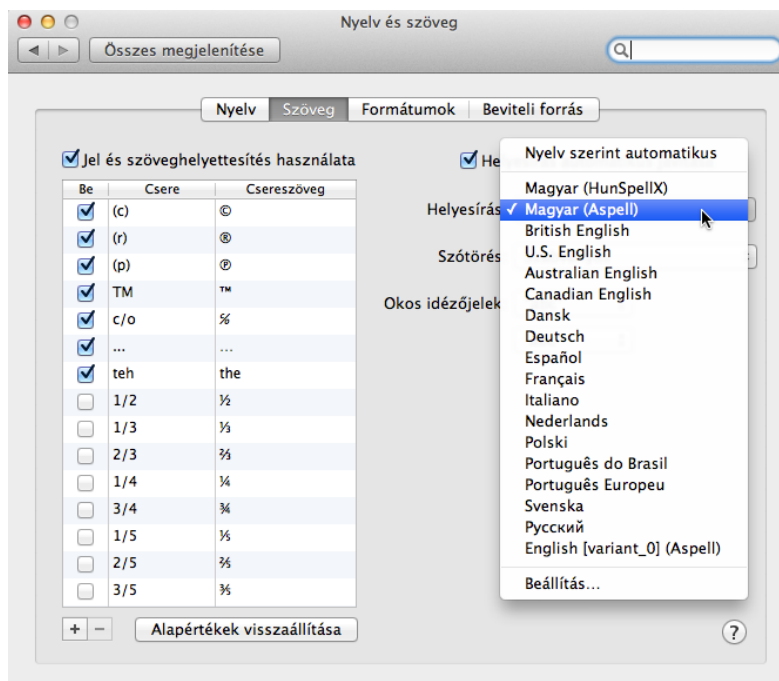 Nyelv és szöveg
Összes megjelenítése
Nyelv Szöveg Formátumok Beviteli forrás
Jel és szöveghelyettesítés használata
Be Csere Csereszöveg
(c) ©
(r) ®
(p) ℗
TM ™
c/o ℅
... …
teh the
1/2 ½
1/3 ⅓
2/3 ⅔
1/4 ¼
3/4 ¾
1/5 ⅕
2/5 ⅖
3/5 ⅗
+ − Alapértékek visszaállítása
Helyesírás
Szótörés
Okos idézőjelek
Nyelv szerint automatikus
Magyar (HunSpellX)
✓ Magyar (Aspell)
British English
U.S. English
Australian English
Canadian English
Dansk
Deutsch
Español
Français
Italiano
Nederlands
Polski
Português do Brasil
Português Europeu
Svenska
Русский
English [variant_0] (Aspell)
Beállítás...
?